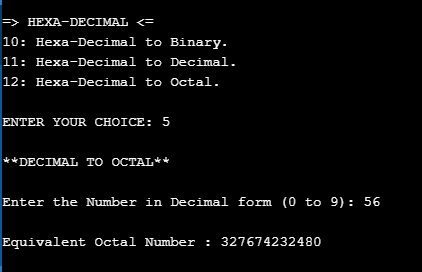 => HEXA-DECIMAL <=
10: Hexa-Decimal to Binary.
11: Hexa-Decimal to Decimal.
12: Hexa-Decimal to Octal.
ENTER YOUR CHOICE: 5
**DECIMAL TO OCTAL**
Enter the Number in Decimal form (0 to 9): 56
Equivalent Octal Number : 327674232480